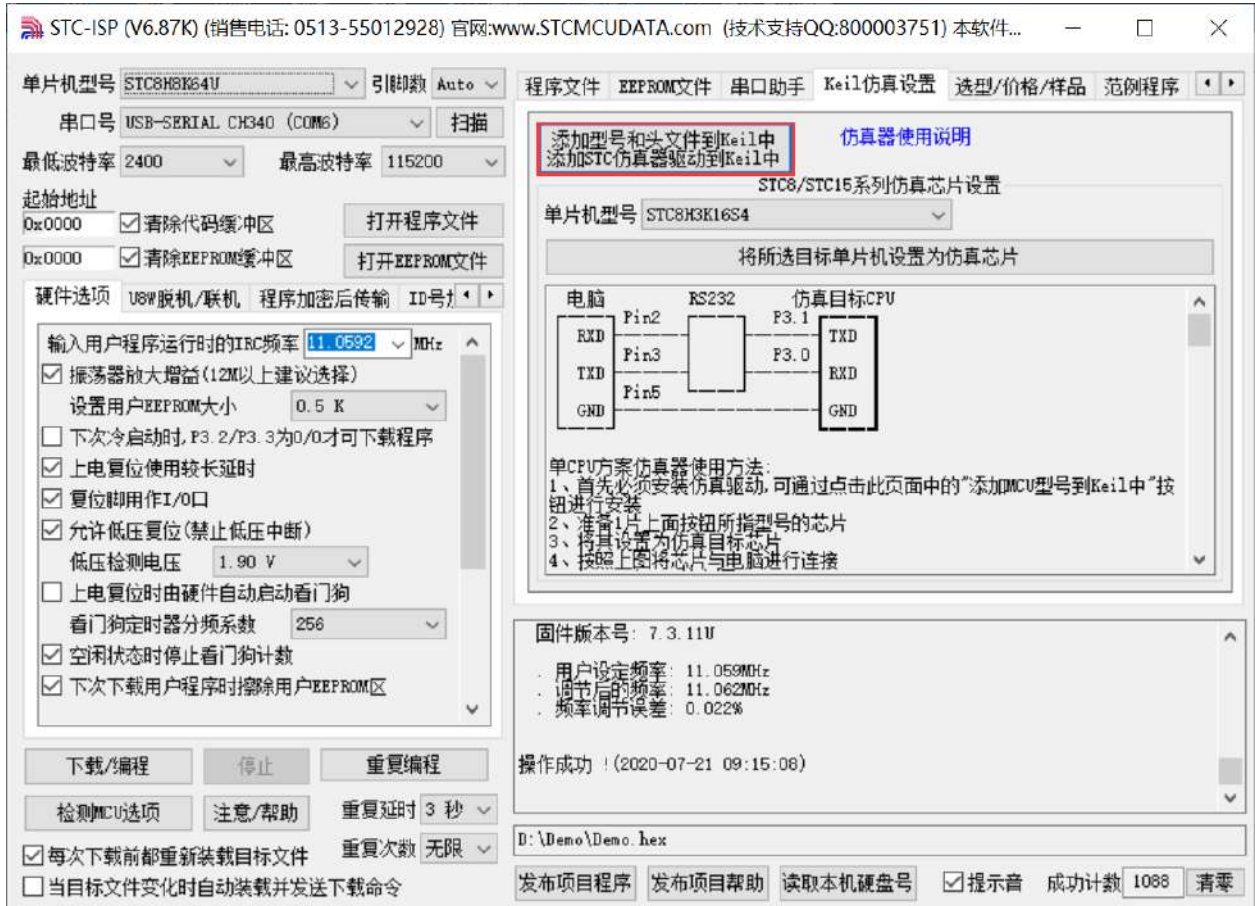 STC-ISP (V6.87K) (销售电话: 0513-55012928) 官网:www.STCMCUDATA.com (技术支持QQ:800003751) 本软件...
单片机型号 STC8H8K64U 引脚数 Auto
串口号 USB-SERIAL CH340 (COM6) 扫描
最低波特率 2400 最高波特率 115200
起始地址
0x0000 清除代码缓冲区 打开程序文件
0x0000 清除EEPROM缓冲区 打开EEPROM文件
硬件选项 U8W脱机/联机 程序加密后传输
输入用户程序运行时的IRC频率 11.0592 MHz
振荡器放大增益(12M以上建议选择)
设置用户EEPROM大小 0.5 K
下次冷启动时,P3.2/P3.3为0/0才可下载程序
上电复位使用较长延时
复位脚用作I/O口
允许低压复位(禁止低压中断)
低压检测电压 1.90 V
上电复位时由硬件自动启动看门狗
看门狗定时器分频系数 256
空闲状态时停止看门狗计数
下次下载用户程序时擦除用户EEPROM区
下载/编程 停止 重复编程
检测MCU选项 注意/帮助 重复延时 3 秒
每次下载前都重新装载目标文件 重复次数 无限
当目标文件变化时自动装载并发送下载命令
程序文件 EEPROM文件 串口助手 Keil仿真设置 选型/价格/样品 范例程序
添加型号和头文件到Keil中
添加STC仿真器驱动到Keil中
仿真器使用说明
STC8/STC15系列仿真芯片设置
单片机型号 STC8H3K16S4
将所选目标单片机设置为仿真芯片
电脑 RS232 仿真目标CPU
Pin2 P3.1
RXD TXD
Pin3 P3.0
TXD RXD
Pin5
GND GND
单CPU方案仿真器使用方法:
1、首先必须安装仿真驱动,可通过点击此页面中的"添加MCU型号到Keil中"按
钮进行安装
2、准备1片上面按钮所指型号的芯片
3、将其设置为仿真目标芯片
4、按照上图将芯片与电脑进行连接
固件版本号: 7.3.11U
. 用户设定频率: 11.059MHz
. 调节后的频率: 11.062MHz
. 频率调节误差: 0.022%
操作成功 !(2020-07-21 09:15:08)
D:\Demo\Demo.hex
发布项目程序 发布项目帮助 读取本机硬盘号 提示音 成功计数 1088 清零